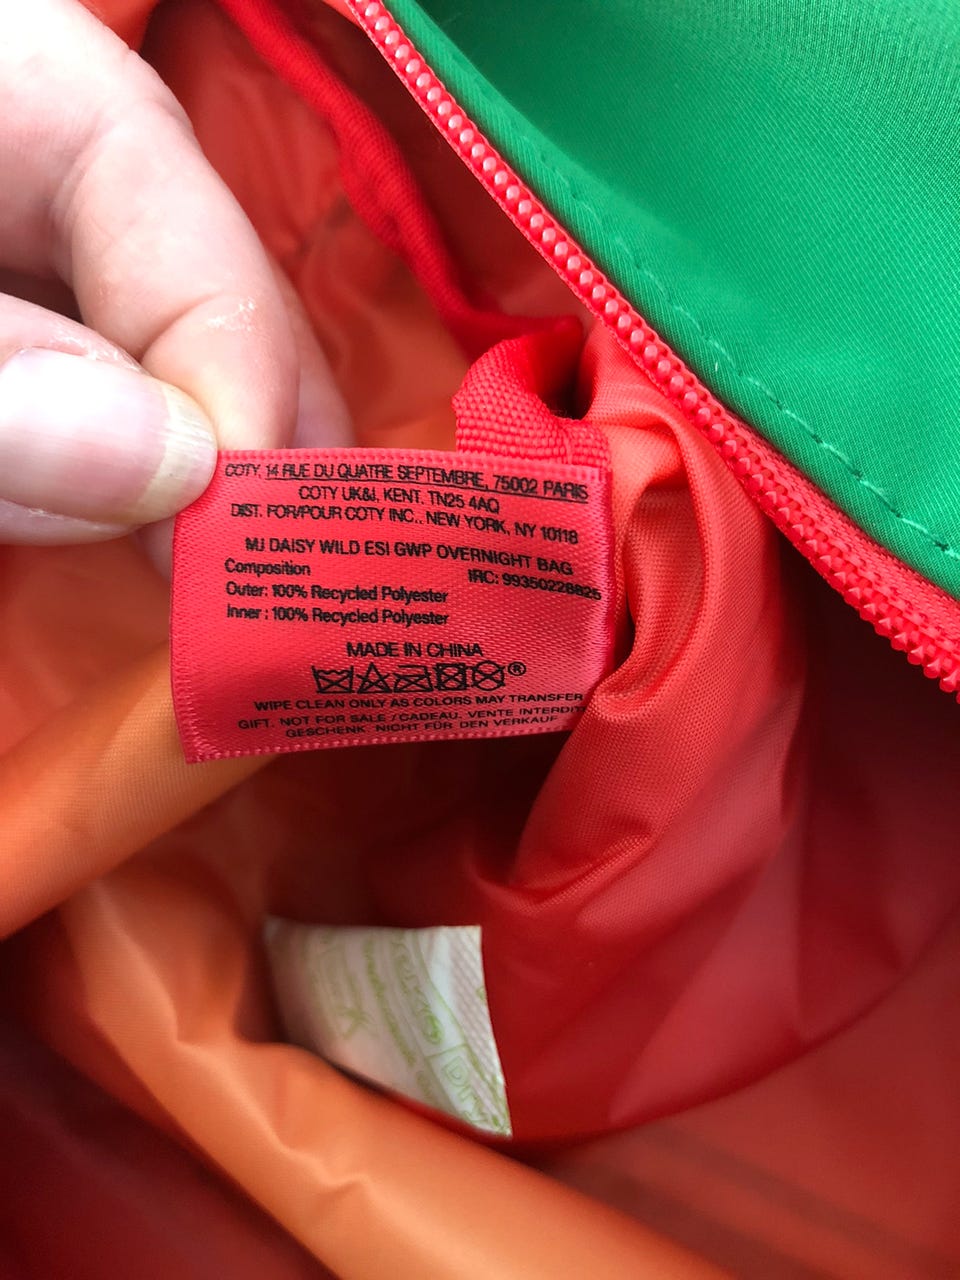 COTY, 14 RUE DU QUATRE SEPTEMBRE, 75002 PARIS
COTY UK&I, KENT. TN25 4AQ
DIST. FOR/POUR COTY INC., NEW YORK, NY 10118
MJ DAISY WILD ESI GWP OVERNIGHT BAG
Composition
IRC: 99350228825
Outer: 100% Recycled Polyester
Inner : 100% Recycled Polyester
MADE IN CHINA
®
WIPE CLEAN ONLY AS COLORS MAY TRANSFER
GIFT. NOT FOR SALE / CADEAU. VENTE INTERDITE
GESCHENK. NICHT FÜR DEN VERKAUF
Dry